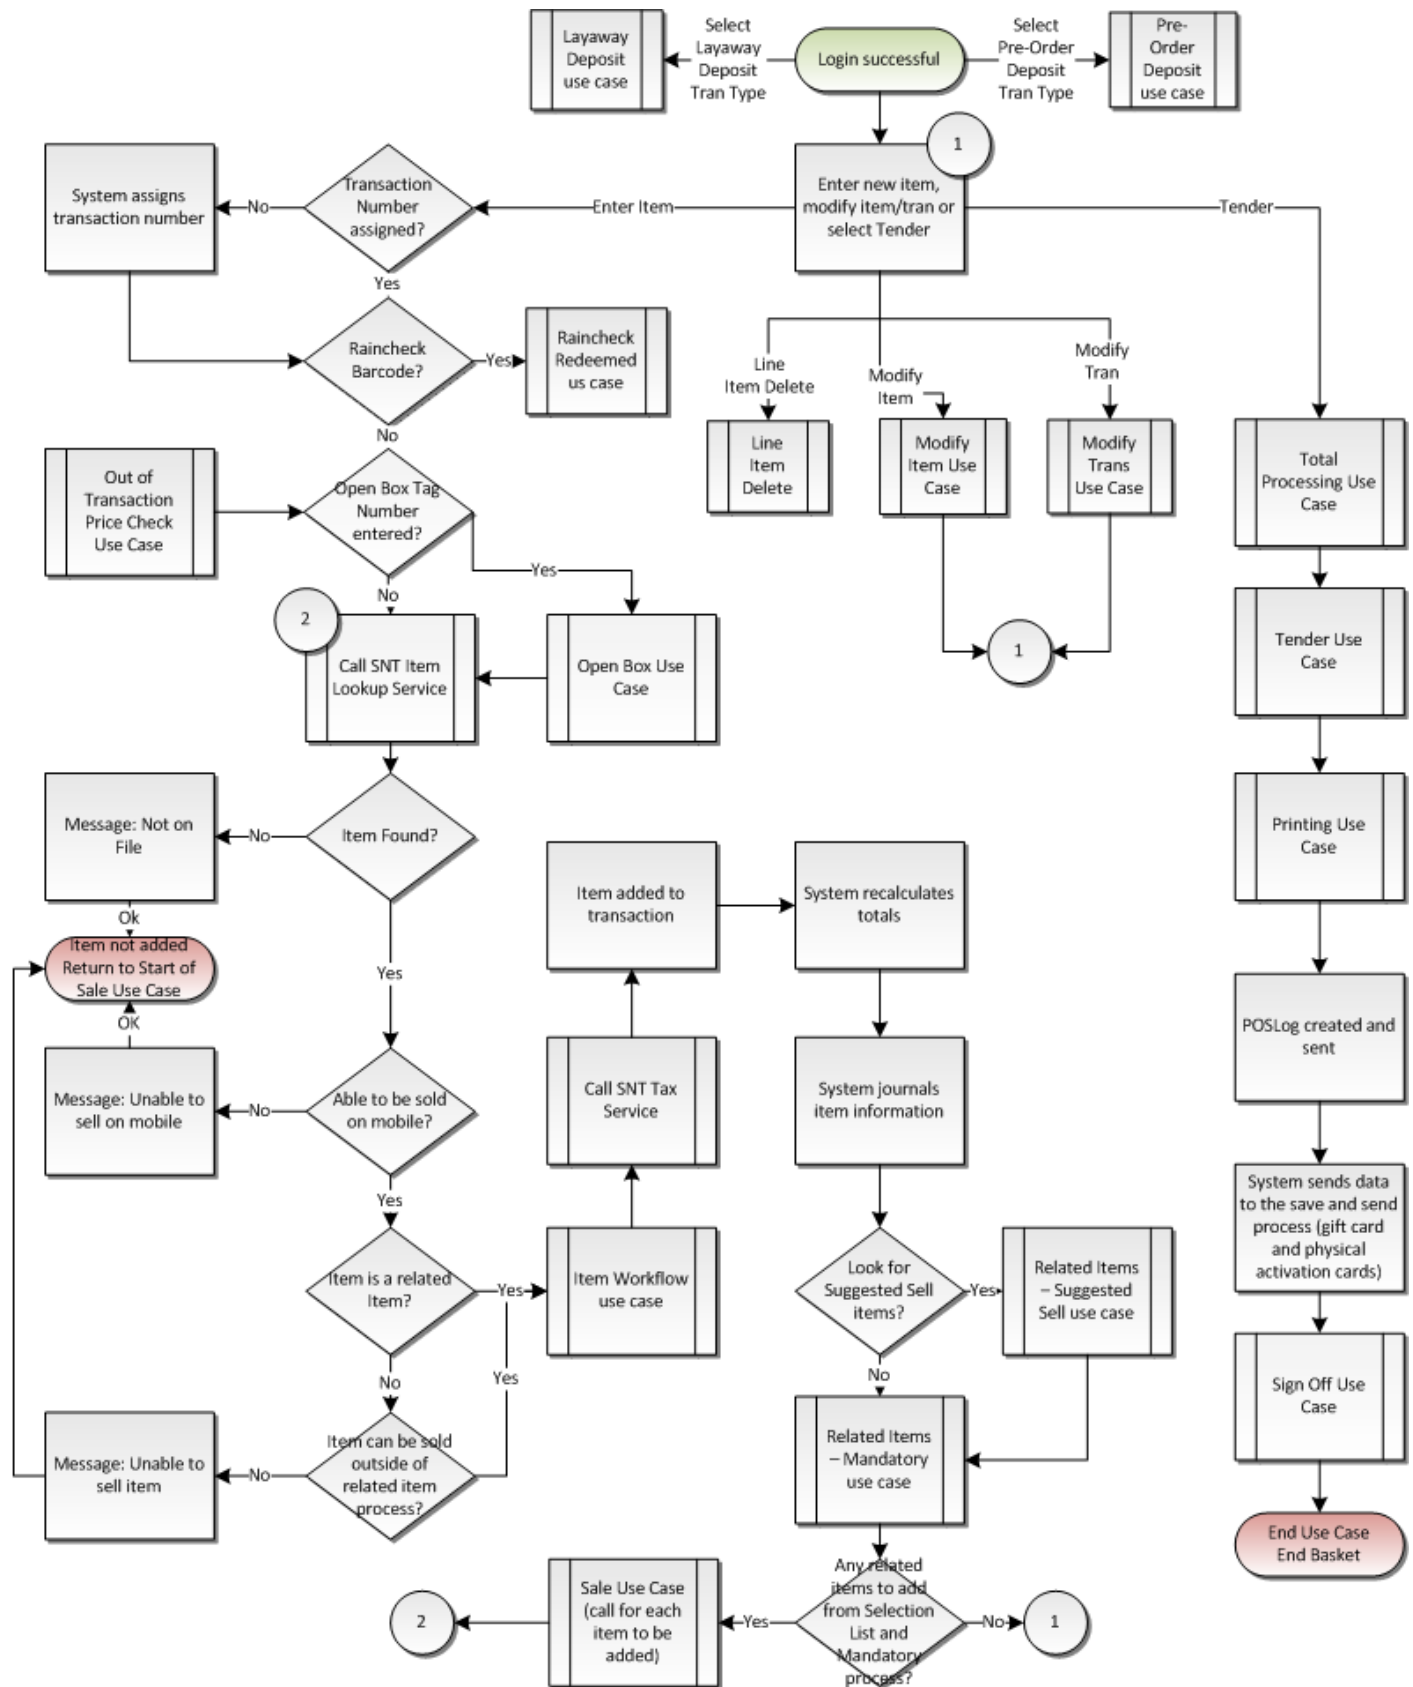 Layaway
Deposit
use case
Select
Layaway
Deposit
Tran Type
Login successful
Select
Pre-Order
Deposit
Tran Type
Pre-
Order
Deposit
use case
1
System assigns
transaction number
No
Transaction
Number
assigned?
Enter Item
Enter new item,
modify item/tran or
select Tender
Tender
Yes
Raincheck
Barcode?
Yes
Raincheck
Redeemed
us case
Line
Item Delete
Modify
Item
Modify
Tran
No
Out of
Transaction
Price Check
Use Case
Open Box Tag
Number
entered?
Line
Item
Delete
Modify
Item Use
Case
Modify
Trans
Use Case
Total
Processing Use
Case
Yes
No
2
Call SNT Item
Lookup Service
Open Box Use
Case
1
Tender Use
Case
Message: Not on
File
No
Item Found?
Printing Use
Case
Ok
Item not added
Return to Start of
Sale Use Case
OK
Yes
Item added to
transaction
System recalculates
totals
POSLog created and
sent
Message: Unable to
sell on mobile
No
Able to be sold
on mobile?
Call SNT Tax
Service
System journals
item information
Yes
System sends data
to the save and send
process (gift card
and physical
activation cards)
Item is a related
Item?
Yes
Item Workflow
use case
Look for
Suggested Sell
items?
Yes
Related Items
– Suggested
Sell use case
No
Yes
No
Sign Off Use
Case
Message: Unable to
sell item
No
Item can be sold
outside of
related item
process?
Related Items
– Mandatory
use case
End Use Case
End Basket
2
Sale Use Case
(call for each
item to be
added)
Yes
Any related
items to add
from Selection
List and
Mandatory
process?
No
1